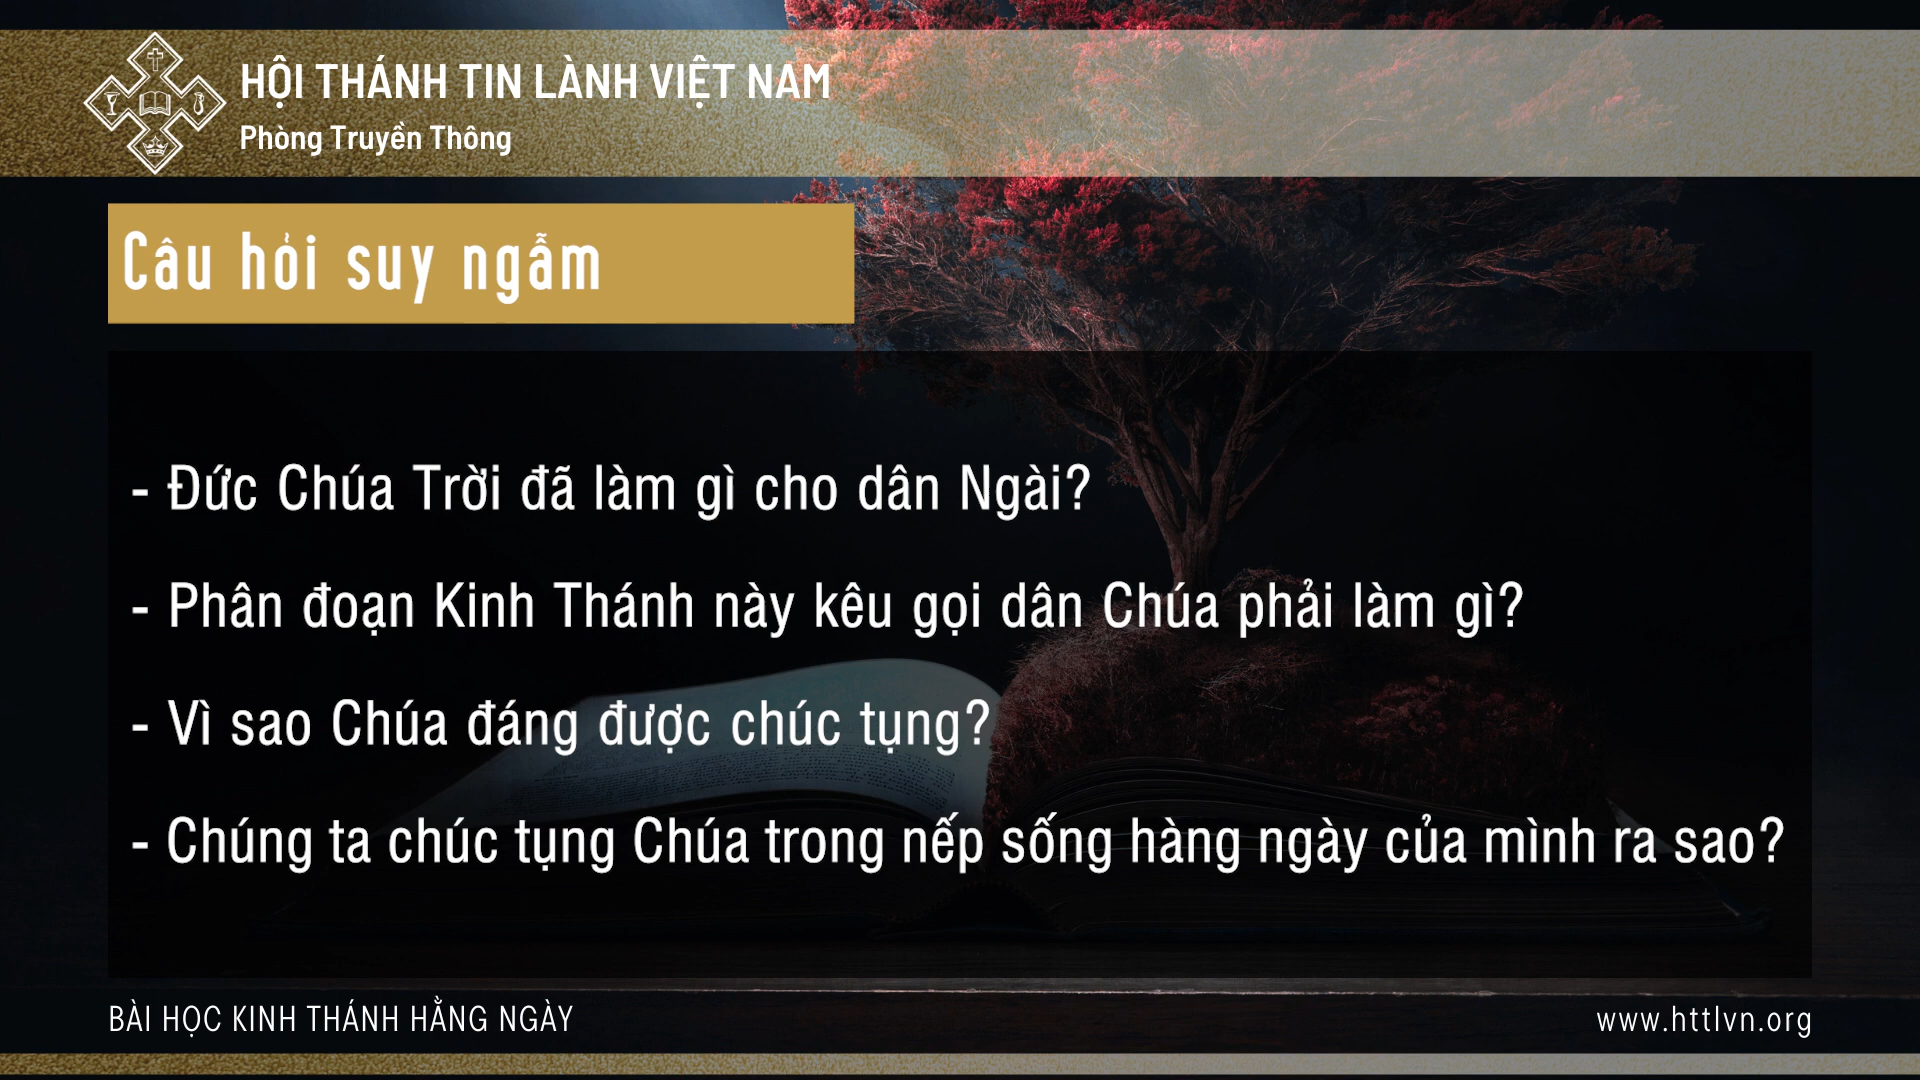 HỘI THÁNH TIN LÀNH VIỆT NAM
Phòng Truyền Thông
Câu hỏi suy ngẫm
- Đức Chúa Trời đã làm gì cho dân Ngài?
- Phân đoạn Kinh Thánh này kêu gọi dân Chúa phải làm gì?
- Vì sao Chúa đáng được chúc tụng?
- Chúng ta chúc tụng Chúa trong nếp sống hàng ngày của mình ra sao?
BÀI HỌC KINH THÁNH HẰNG NGÀY
www.httlvn.org